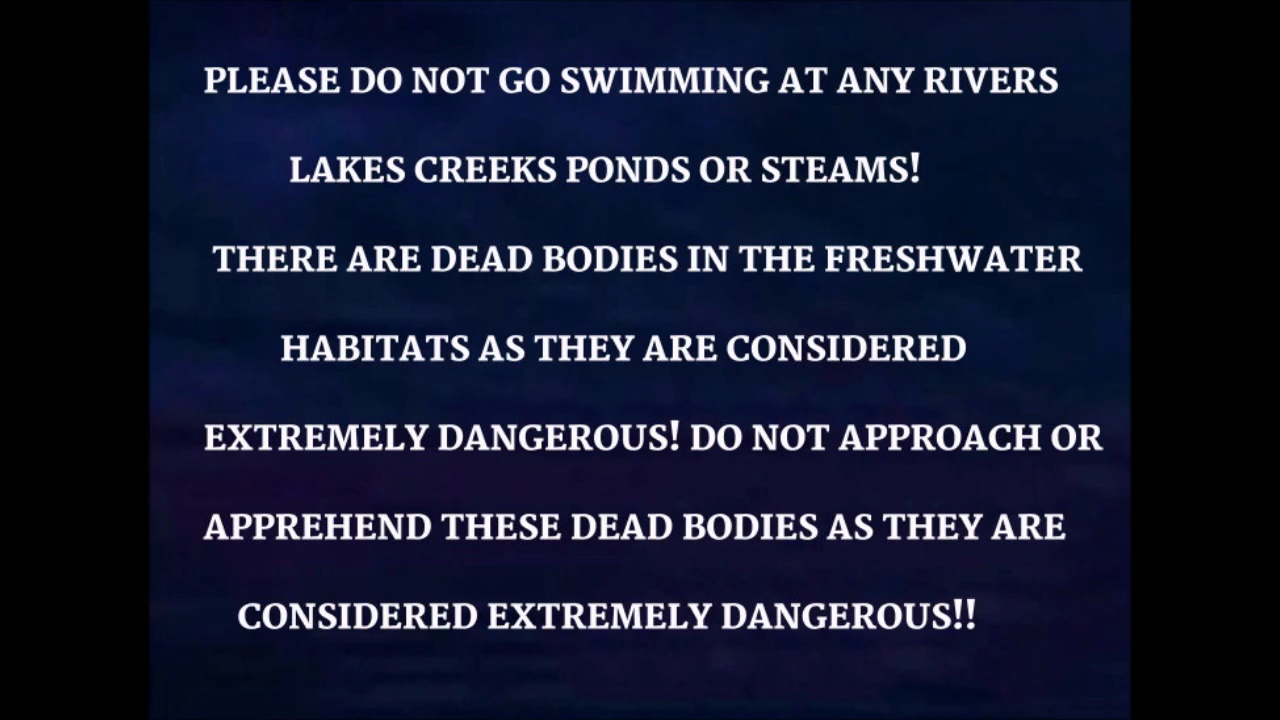 PLEASE DO NOT GO SWIMMING AT ANY RIVERS
LAKES CREEKS PONDS OR STEAMS!
THERE ARE DEAD BODIES IN THE FRESHWATER
HABITATS AS THEY ARE CONSIDERED
EXTREMELY DANGEROUS! DO NOT APPROACH OR
APPREHEND THESE DEAD BODIES AS THEY ARE
CONSIDERED EXTREMELY DANGEROUS!!